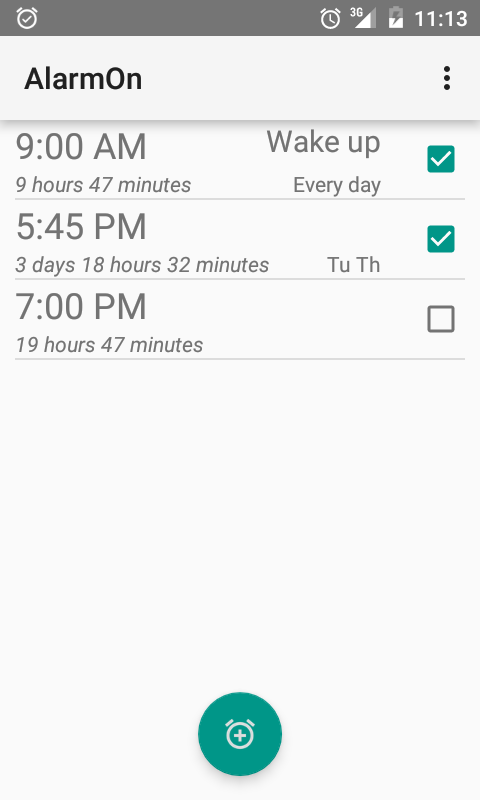 3G 11:13
AlarmOn
9:00 AM Wake up
9 hours 47 minutes Every day
5:45 PM
3 days 18 hours 32 minutes Tu Th
7:00 PM
19 hours 47 minutes